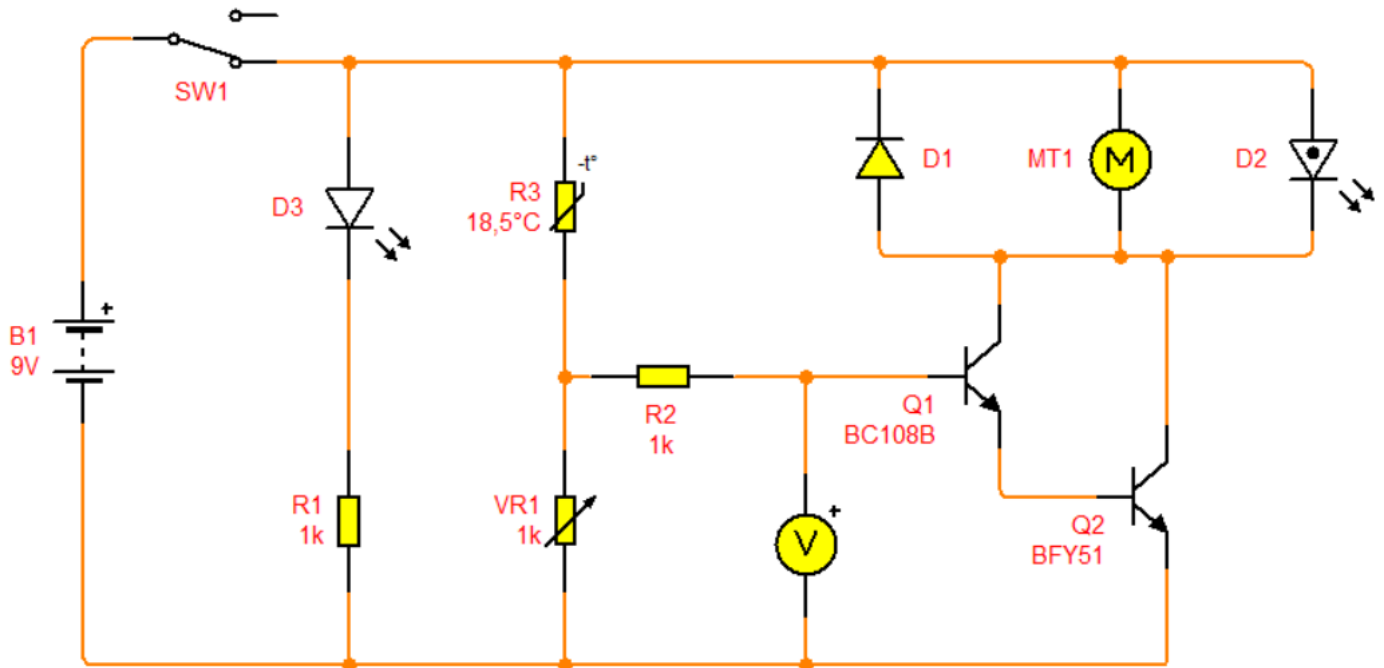 SW1
B1
9V
D3
R1
1k
-t°
R3
18,5°C
VR1
1k
R2
1k
+
+
V
D1
MT1
M
D2
Q1
BC108B
Q2
BFY51